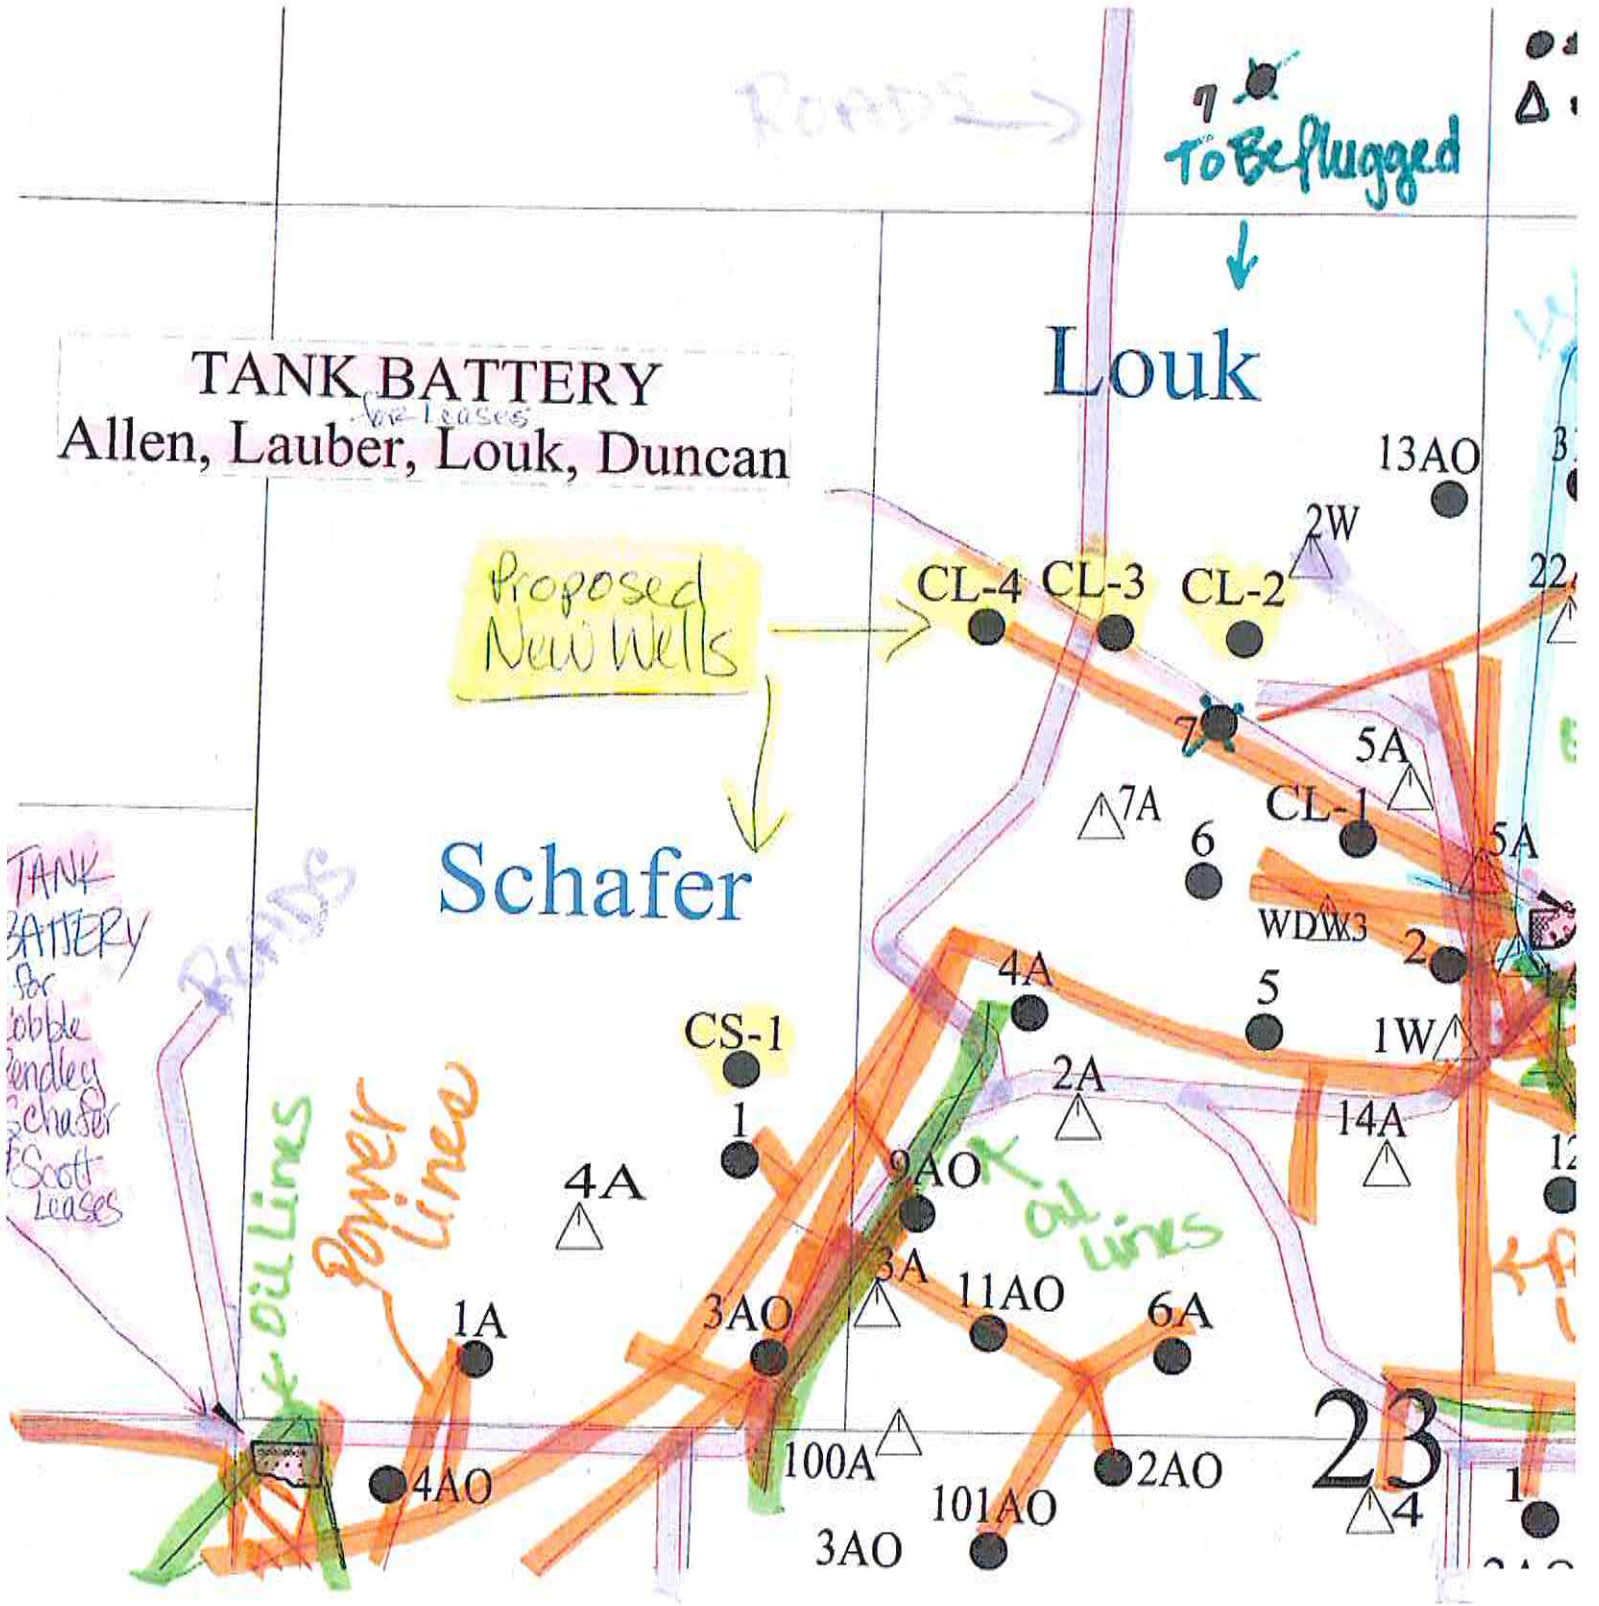 ROADS
7
To Be Plugged
TANK BATTERY
for leases
Allen, Lauber, Louk, Duncan
Louk
13AO
2W
Proposed
New Wells
CL-4 CL-3 CL-2
7
5A
7A
CL-1
6
5A
Schafer
TANK
BATTERY
for
Schafer
Scott
Leases
ROADS
WDW3
2
4A
5
CS-1
1W
2A
1
14A
9AO
4A
Oil Lines
Power
Lines
oil
Lines
3A
11AO
6A
1A
3AO
23
100A
2AO
4AO
101AO
4
1
3AO